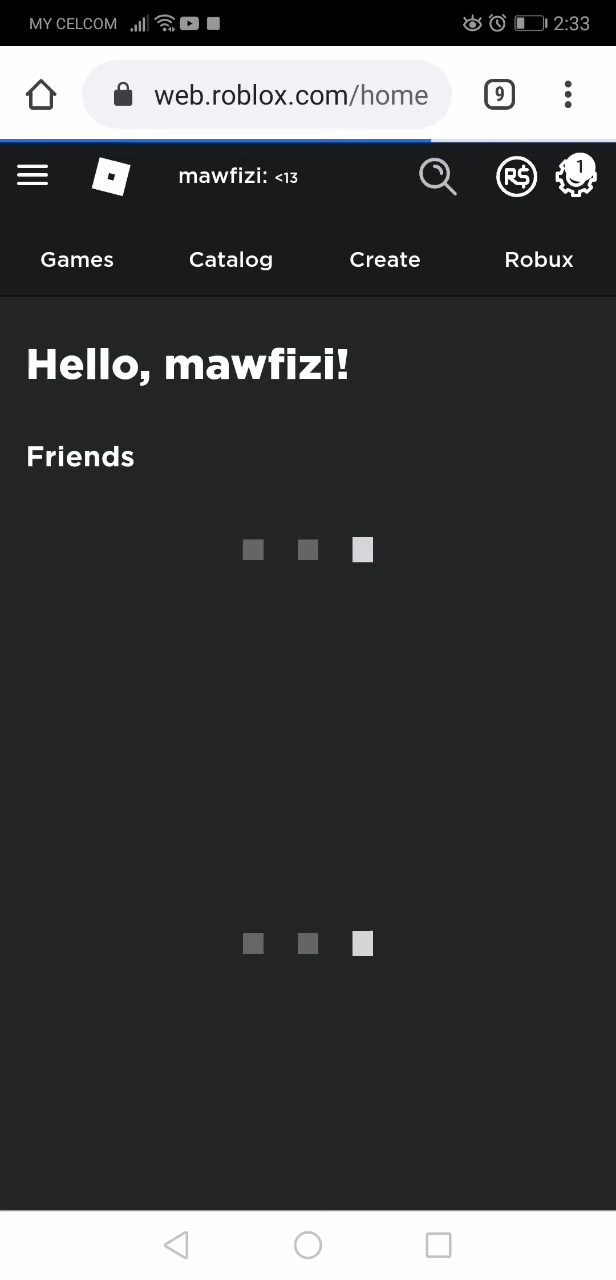 MY CELCOM 2:33
web.roblox.com/home 9
mawfizi: <13 R$ 1
Games Catalog Create Robux
Hello, mawfizi!
Friends